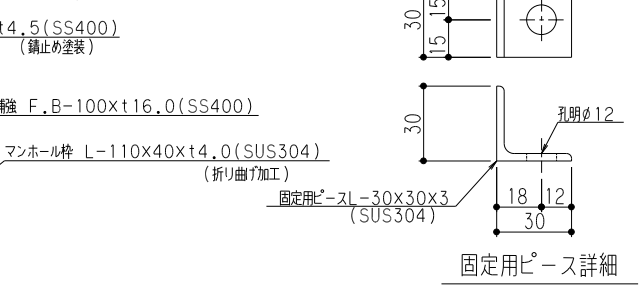 t4.5(SS400)
(錆止め塗装)
強 F.B-100xt16.0(SS400)
マンホール枠 L-110x40xt4.0(SUS304)
(折り曲げ加工)
固定用ピースL-30x30x3
(SUS304)
30
15
15
30
孔明φ12
18
12
30
固定用ピース詳細